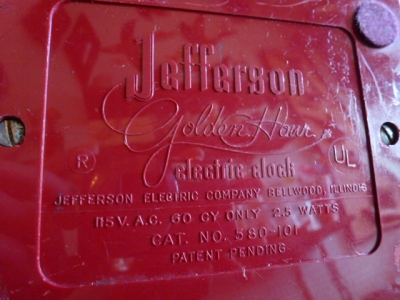 Jefferson
Golden Hour
® electric clock UL
JEFFERSON ELECTRIC COMPANY BELLWOOD, ILLINOIS
115 V. A.C. 60 CY ONLY 2.5 WATTS
CAT. NO. 580-101
PATENT PENDING